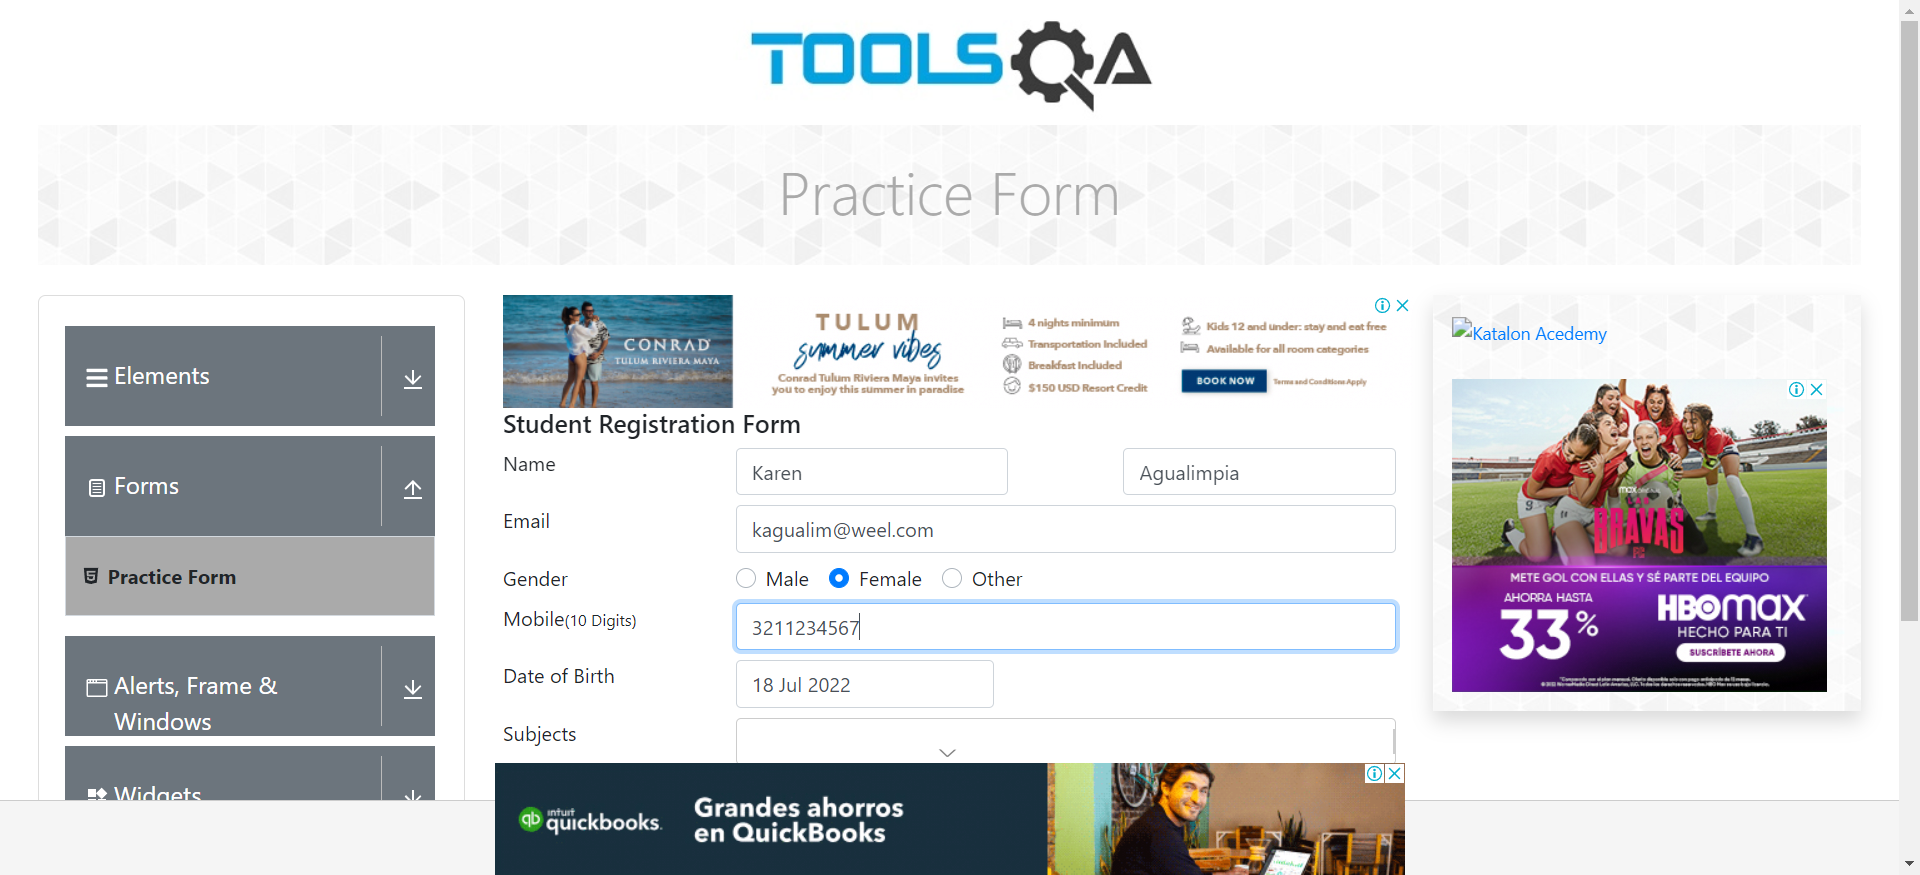 TOOLSQA
Practice Form
Elements
Forms
Practice Form
Alerts, Frame &
Windows
Widgets
CONRAD
TULUM RIVIERA MAYA
TULUM
summer vibes
Conrad Tulum Riviera Maya invites
you to enjoy this summer in paradise
4 nights minimum
Transportation Included
Breakfast Included
$150 USD Resort Credit
Kids 12 and under: stay and eat free
Available for all room categories
BOOK NOW
Terms and Conditions Apply
Student Registration Form
Name
Karen
Agualimpia
Email
kagualim@weel.com
Gender
Male
Female
Other
Mobile(10 Digits)
3211234567
Date of Birth
18 Jul 2022
Subjects
Katalon Acedemy
BRAVAS
FC
METE GOL CON ELLAS Y SÉ PARTE DEL EQUIPO
AHORRA HASTA
33%
HBOMAX
HECHO PARA TI
SUSCRÍBETE AHORA
qb
intuit
quickbooks.
Grandes ahorros
en QuickBooks